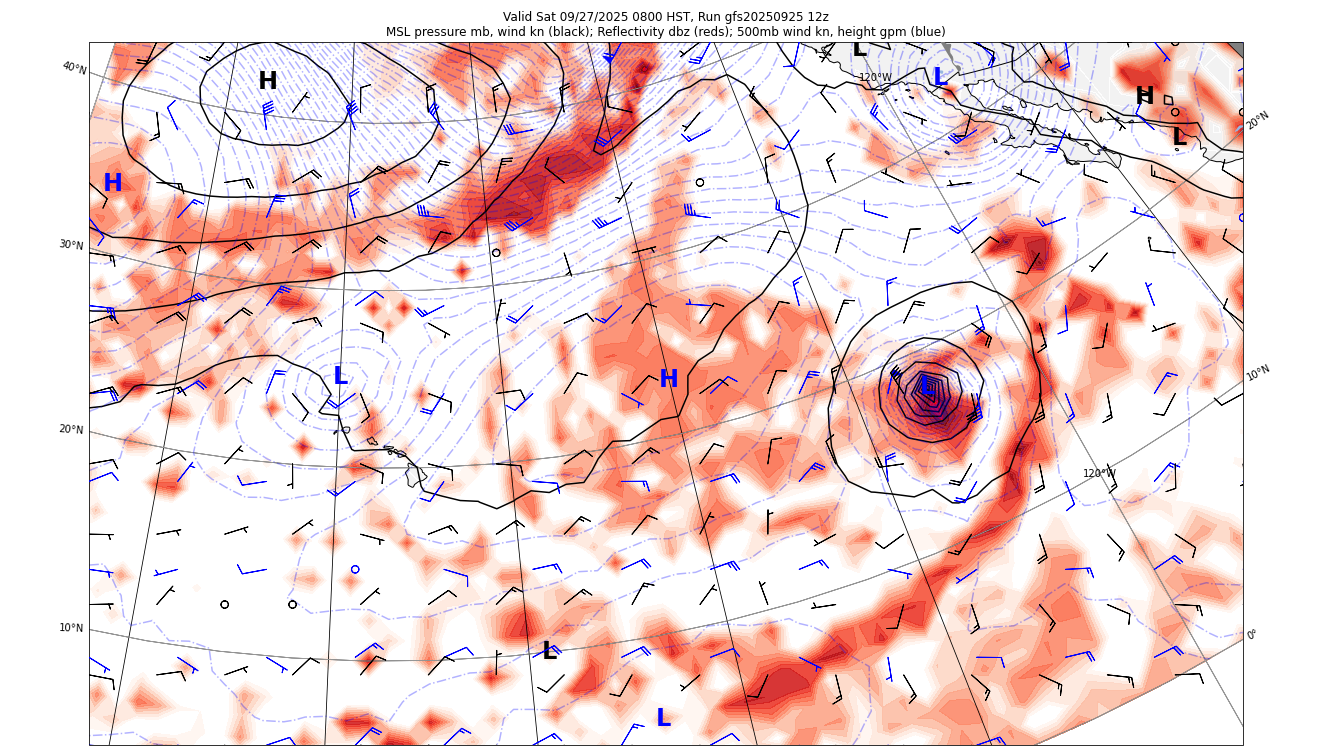 Valid Sat 09/27/2025 0800 HST, Run gfs20250925 12z
MSL pressure mb, wind kn (black); Reflectivity dbz (reds); 500mb wind kn, height gpm (blue)
L
40°N
H
120°W
L
H
20°N
L
H
30°N
10°N
L
H
L
20°N
120°W
10°N
0°
L
L